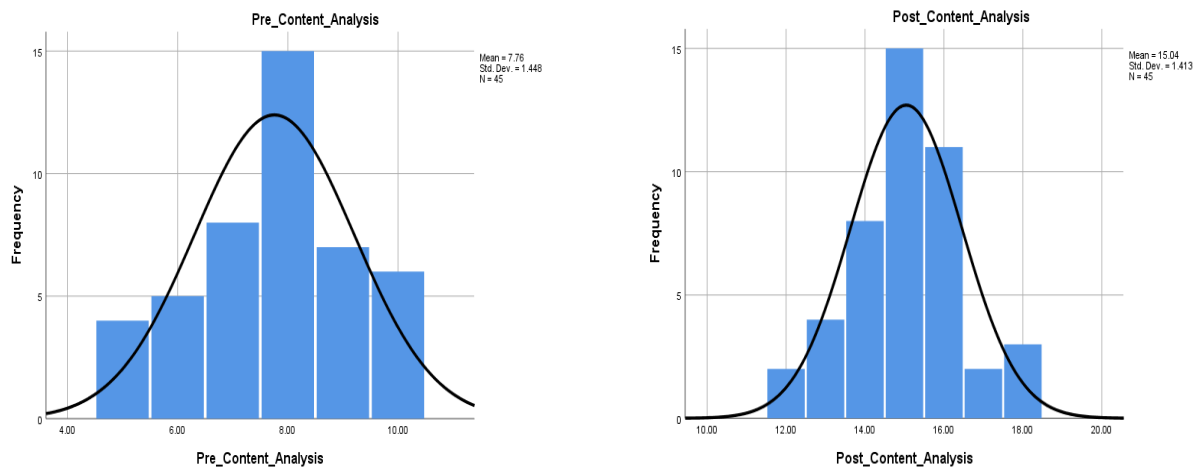 Pre_Content_Analysis
Mean = 7.76
Std. Dev. = 1.448
N = 45
15
10
5
0
Frequency
4.00 6.00 8.00 10.00
Pre_Content_Analysis
Post_Content_Analysis
Mean = 15.04
Std. Dev. = 1.413
N = 45
15
10
5
0
Frequency
10.00 12.00 14.00 16.00 18.00 20.00
Post_Content_Analysis